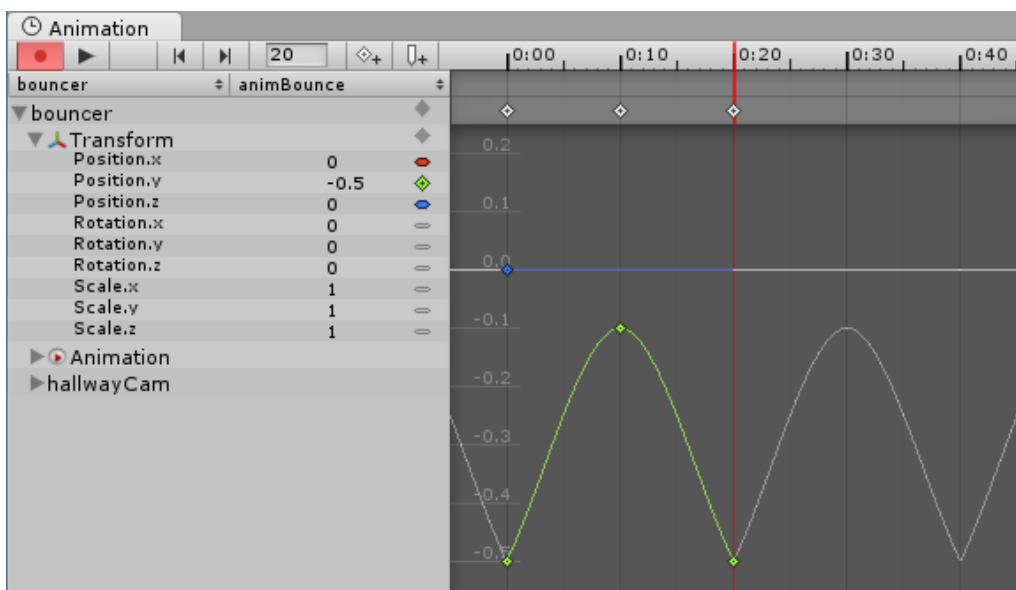 Animation
20 0:00 0:10 0:20 0:30 0:40
bouncer animBounce
bouncer
Transform
Position.x 0
Position.y -0.5
Position.z 0
Rotation.x 0
Rotation.y 0
Rotation.z 0
Scale.x 1
Scale.y 1
Scale.z 1
Animation
hallwayCam
0.2
0.1
0.0
-0.1
-0.2
-0.3
-0.4
-0.5